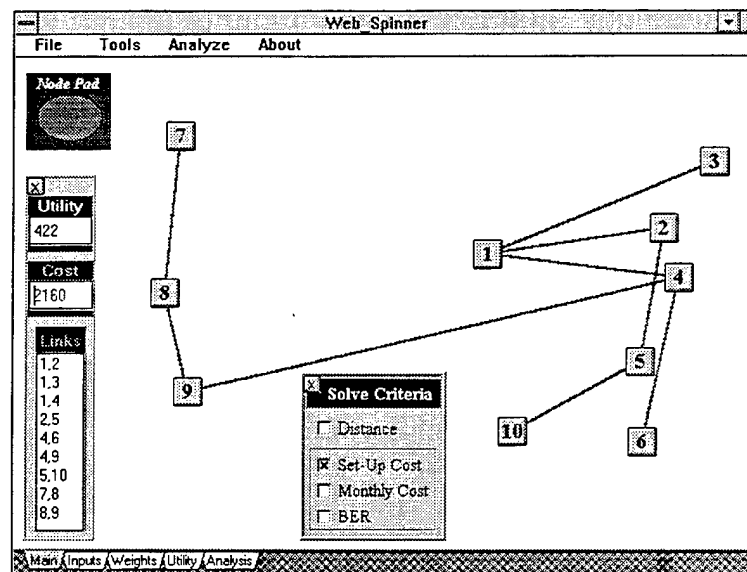 Web_Spinner
File Tools Analyze About
Node Pad
7
3
X
Utility
422
2
1
Cost
4
2160
8
Links
1,2
1,3
1,4
2,5
4,6
4,9
5,10
7,8
8,9
5
9
X
Solve Criteria
Distance
10
6
Set-Up Cost
Monthly Cost
BER
Main Inputs Weights Utility Analysis